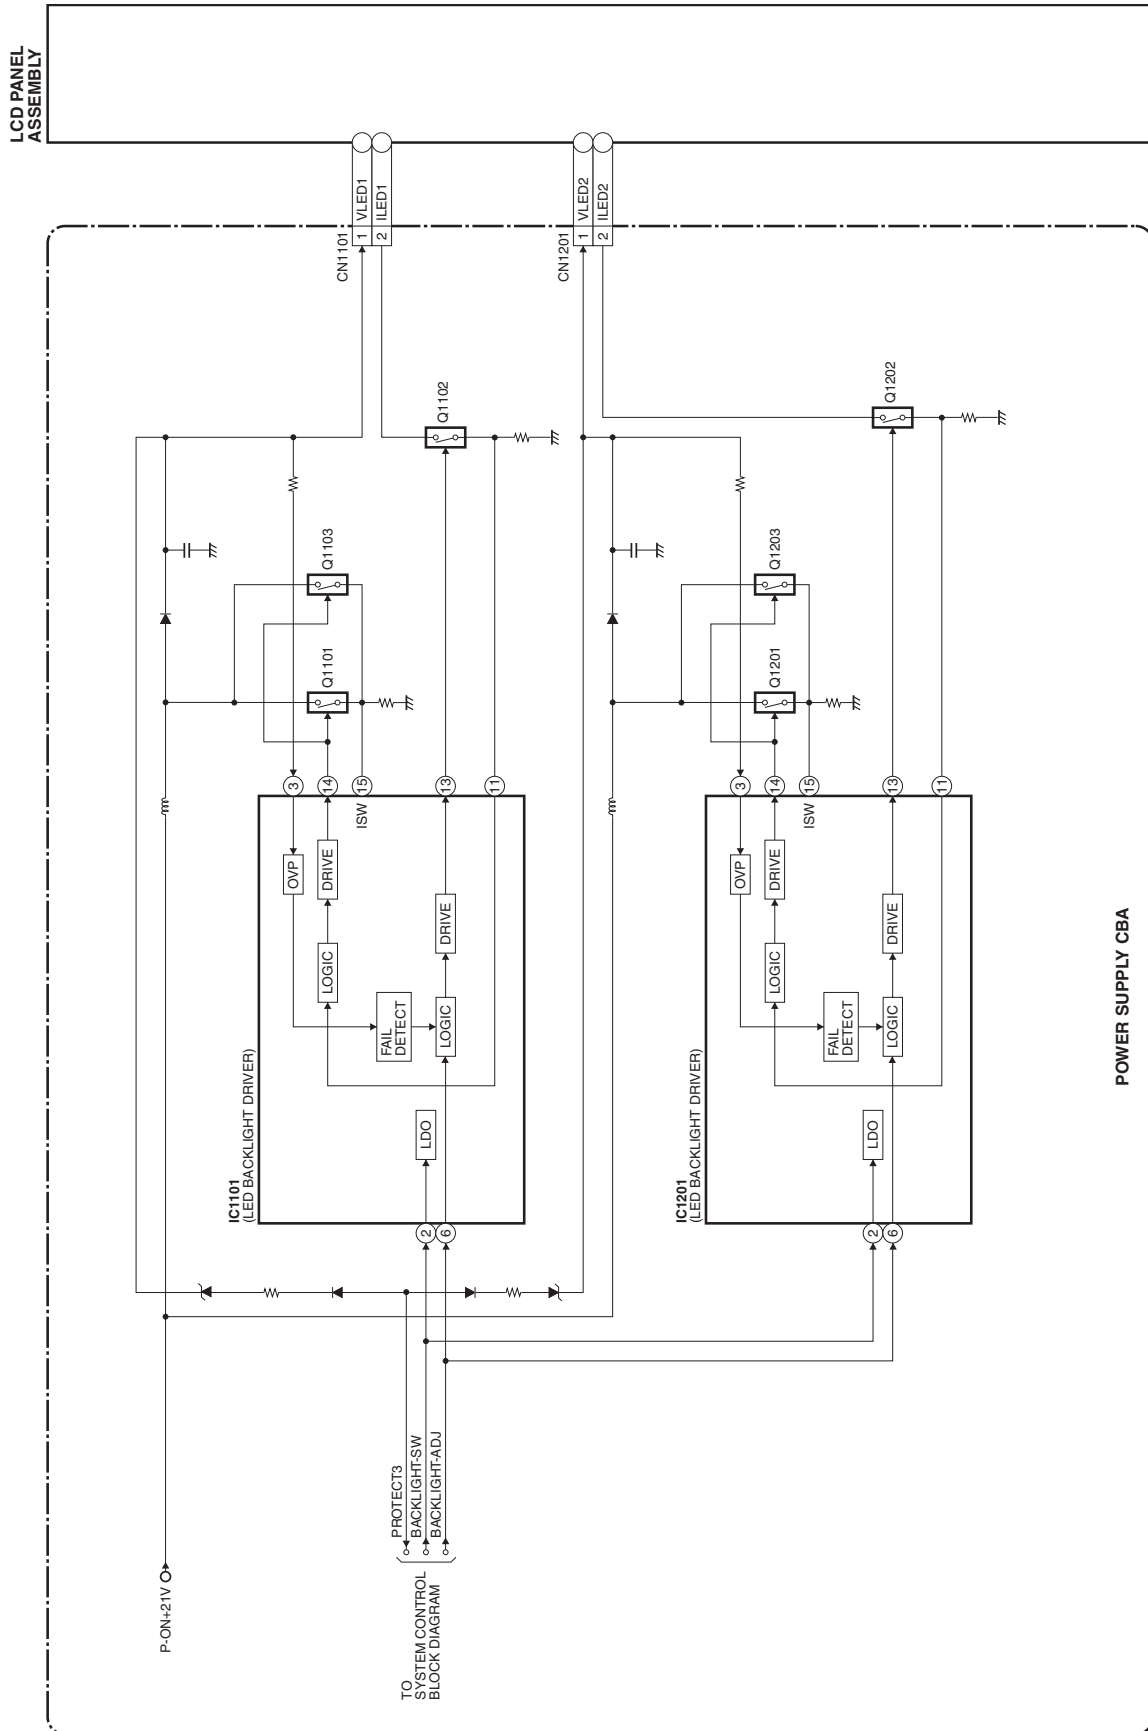 LCD PANEL
ASSEMBLY
CN1101
1 VLED1
2 ILED1
CN1201
1 VLED2
2 ILED2
Q1102
Q1202
Q1103
Q1203
Q1101
Q1201
3
14
15
13
11
ISW
OVP
DRIVE
LOGIC
DRIVE
FAIL
DETECT
LOGIC
LDO
IC1101
(LED BACKLIGHT DRIVER)
2
6
3
14
15
13
11
ISW
OVP
DRIVE
LOGIC
DRIVE
FAIL
DETECT
LOGIC
LDO
IC1201
(LED BACKLIGHT DRIVER)
2
6
PROTECT3
BACKLIGHT-SW
BACKLIGHT-ADJ
P-ON+21V
TO
SYSTEM CONTROL
BLOCK DIAGRAM
POWER SUPPLY CBA